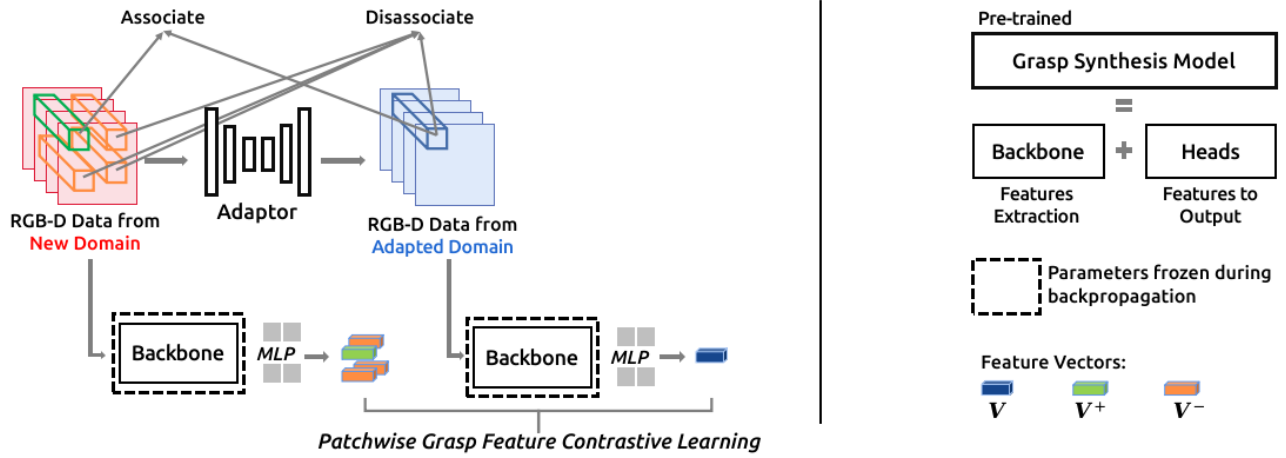 Associate
Disassociate
Adaptor
RGB-D Data from
New Domain
RGB-D Data from
Adapted Domain
Backbone
MLP
Backbone
MLP
Patchwise Grasp Feature Contrastive Learning
Pre-trained
Grasp Synthesis Model
=
Backbone
+
Heads
Features
Extraction
Features to
Output
Parameters frozen during
backpropagation
Feature Vectors:
V
V+
V−